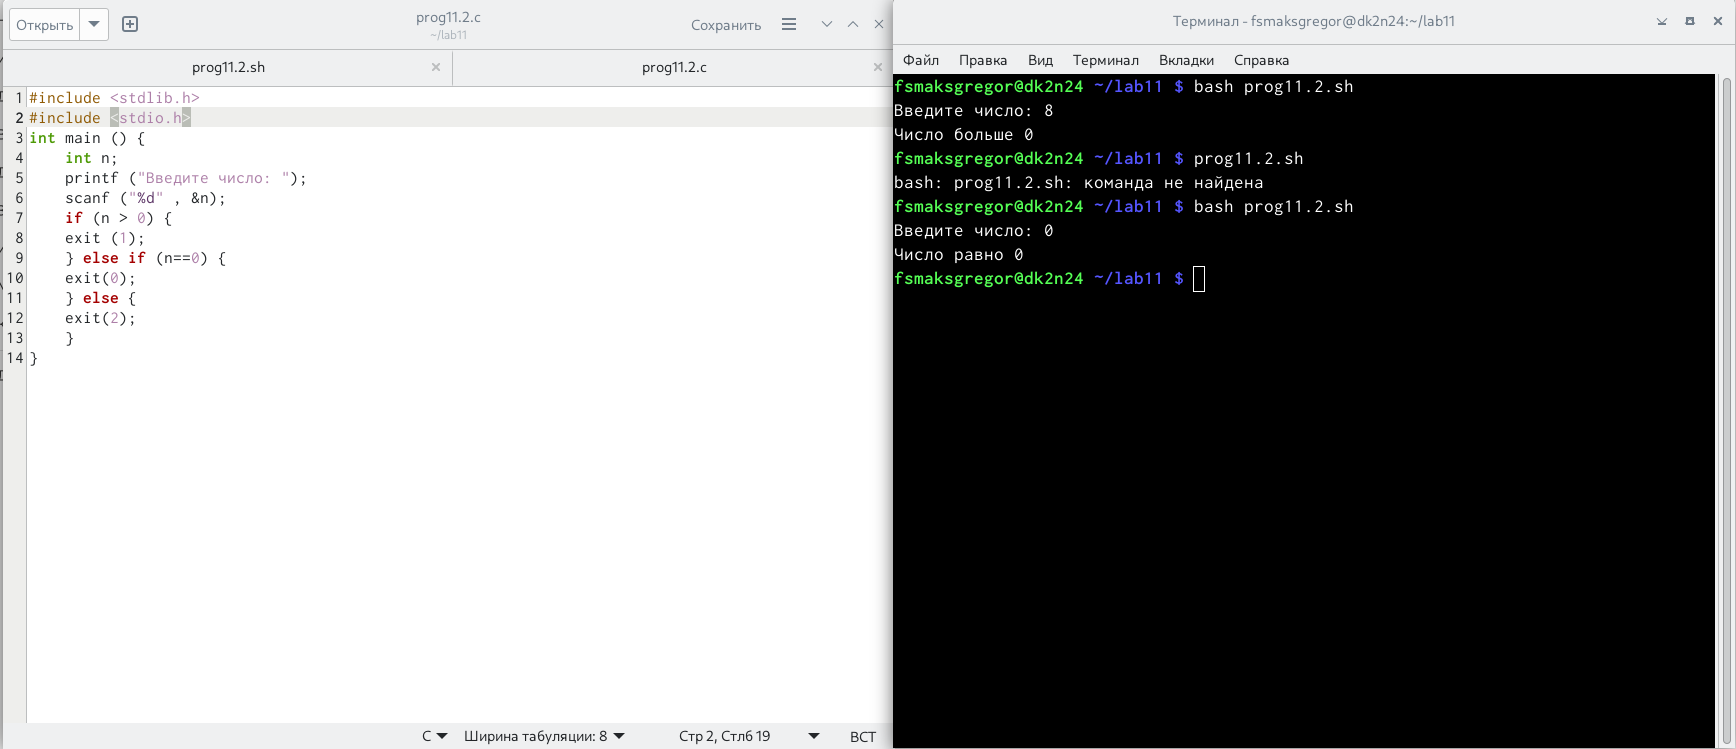 Открыть
prog11.2.c
~/lab11
Сохранить
prog11.2.sh
prog11.2.c
1 #include <stdlib.h>
2 #include <stdio.h>
3 int main () {
4     int n;
5     printf ("Введите число: ");
6     scanf ("%d" , &n);
7     if (n > 0) {
8     exit (1);
9     } else if (n==0) {
10     exit(0);
11     } else {
12     exit(2);
13     }
14 }
C
Ширина табуляции: 8
Стр 2, Стлб 19
ВСТ
Терминал - fsmaksgregor@dk2n24:~/lab11
Файл Правка Вид Терминал Вкладки Справка
fsmaksgregor@dk2n24 ~/lab11 $ bash prog11.2.sh
Введите число: 8
Число больше 0
fsmaksgregor@dk2n24 ~/lab11 $ prog11.2.sh
bash: prog11.2.sh: команда не найдена
fsmaksgregor@dk2n24 ~/lab11 $ bash prog11.2.sh
Введите число: 0
Число равно 0
fsmaksgregor@dk2n24 ~/lab11 $